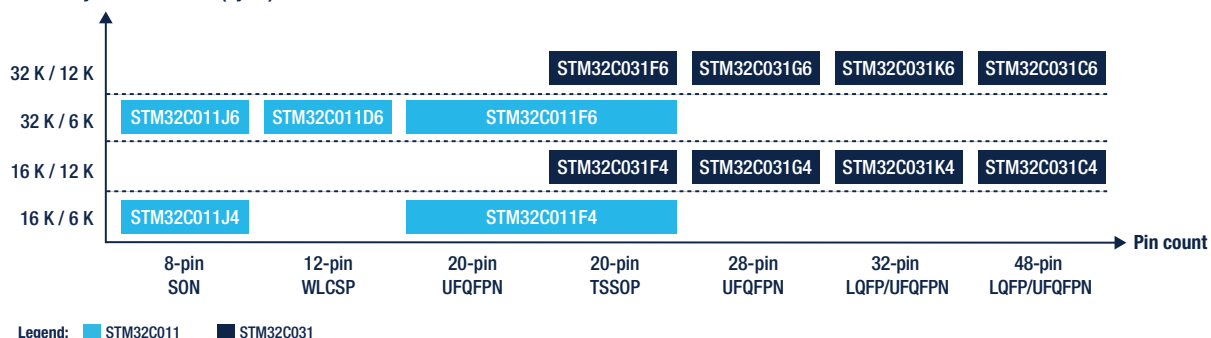 32 K / 12 K STM32C031F6 STM32C031G6 STM32C031K6 STM32C031C6
32 K / 6 K STM32C011J6 STM32C011D6 STM32C011F6
16 K / 12 K STM32C031F4 STM32C031G4 STM32C031K4 STM32C031C4
16 K / 6 K STM32C011J4 STM32C011F4
Pin count
8-pin 12-pin 20-pin 20-pin 28-pin 32-pin 48-pin
SON WLCSP UFQFPN TSSOP UFQFPN LQFP/UFQFPN LQFP/UFQFPN
Legend: STM32C011 STM32C031